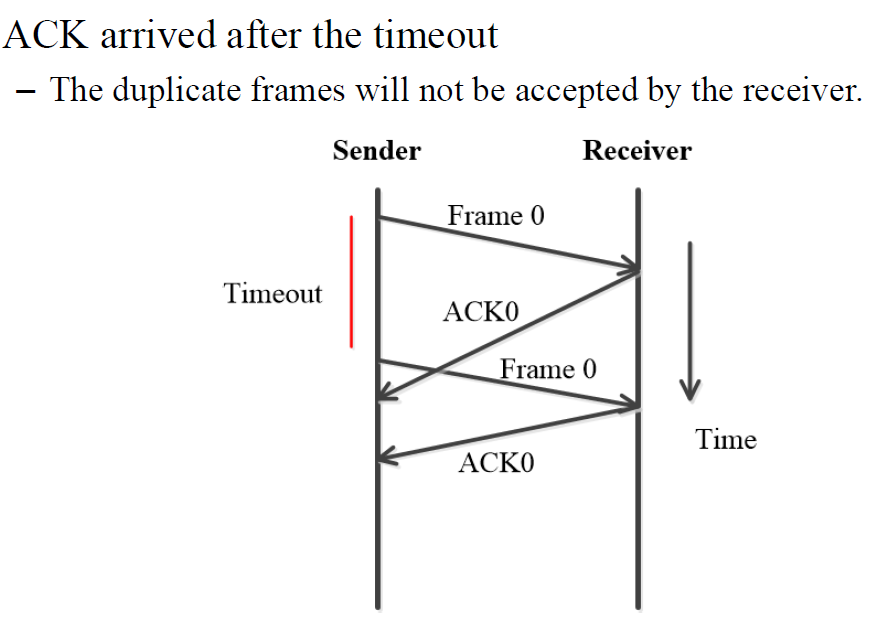 ACK arrived after the timeout
– The duplicate frames will not be accepted by the receiver.
Sender Receiver
Frame 0
Timeout
ACK0
Frame 0
Time
ACK0